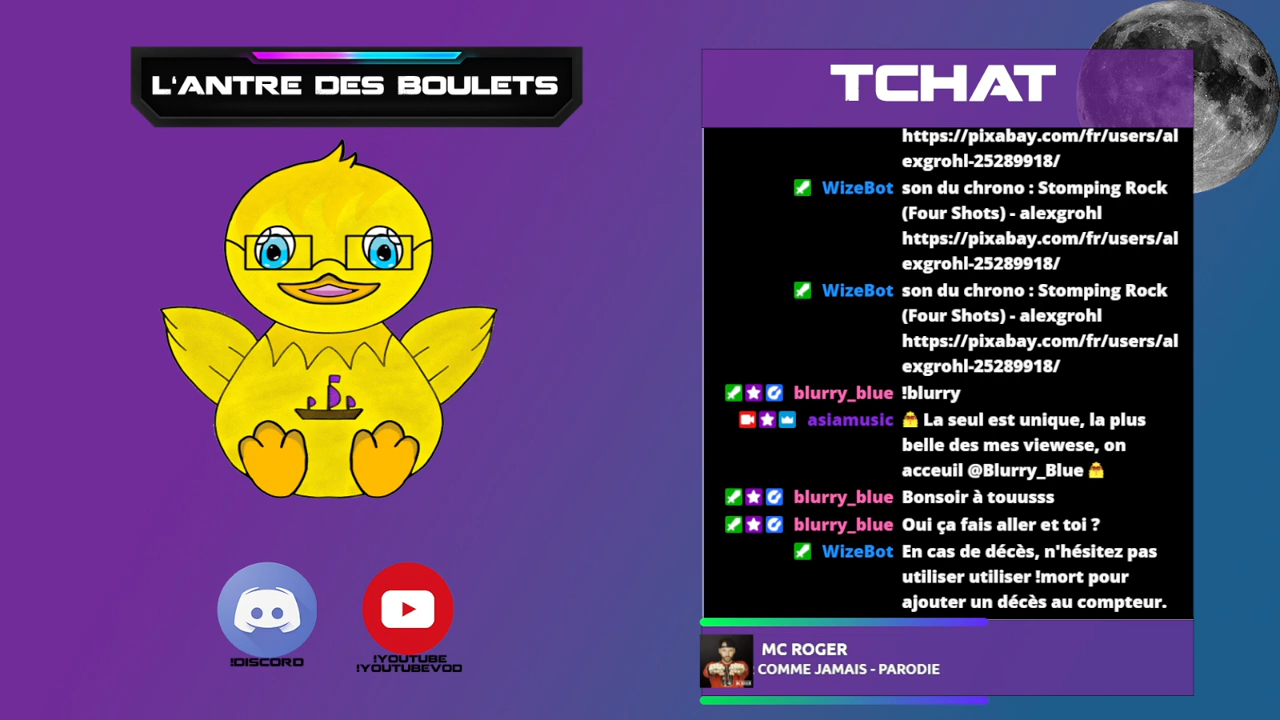 L'ANTRE DES BOULETS
!DISCORD
!YOUTUBE
!YOUTUBEVOD
TCHAT
https://pixabay.com/fr/users/al
exgrohl-25289918/
WizeBot son du chrono : Stomping Rock
(Four Shots) - alexgrohl
https://pixabay.com/fr/users/al
exgrohl-25289918/
WizeBot son du chrono : Stomping Rock
(Four Shots) - alexgrohl
https://pixabay.com/fr/users/al
exgrohl-25289918/
blurry_blue !blurry
asiamusic La seul est unique, la plus
belle des mes viewese, on
acceuil @Blurry_Blue
blurry_blue Bonsoir à touusss
blurry_blue Oui ça fais aller et toi ?
WizeBot En cas de décès, n'hésitez pas
utiliser utiliser !mort pour
ajouter un décès au compteur.
MC ROGER
COMME JAMAIS - PARODIE